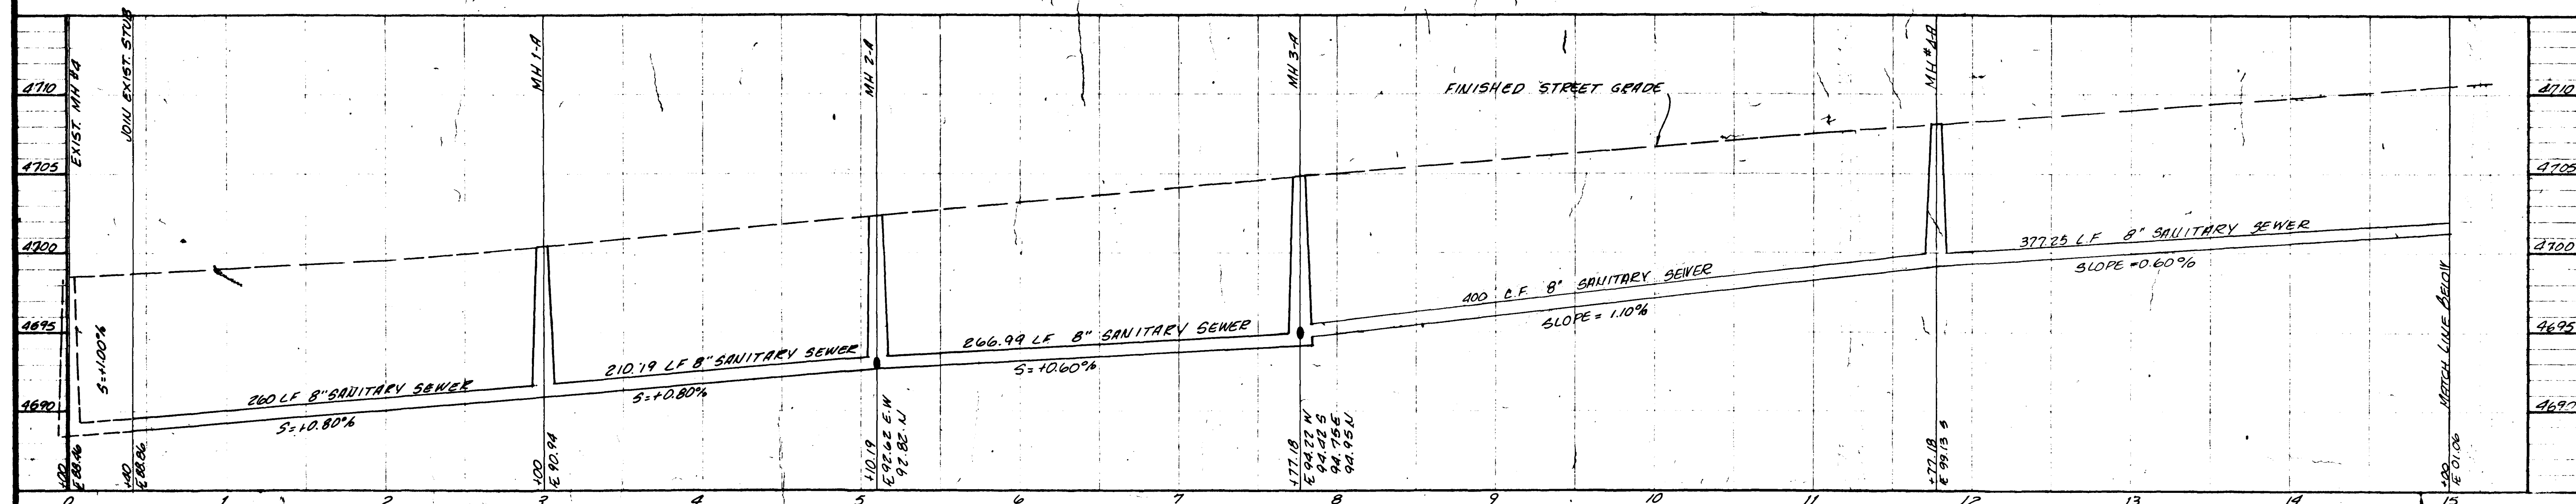 4710
4705
4700
4695
4690
EXIST. MH #4
JOIN EXIST. STUB
MH 1-A
MH 2-A
MH 3-A
FINISHED STREET GRADE
4710
4705
4700
4695
4690
S=+1.00%
260 LF 8" SANITARY SEWER
S=+0.80%
210.19 LF 8" SANITARY SEWER
S=+0.80%
266.99 LF 8" SANITARY SEWER
S=+0.60%
400 L.F. 8" SANITARY SEWER
SLOPE = 1.10%
377.25 L.F 8" SANITARY SEWER
SLOPE =0.60%
MATCH LINE BELOW
+00
E 88.46
+40
E 88.86
+00
E 90.94
+10.19
E 92.62 E.W
92.82 N
+77.18
E 94.22 W
94.42 S
94.75 E
94.95 N
+77.18
E 99.13 S
+00
E 01.06
0
1
2
3
4
5
6
7
8
9
10
11
12
13
14
15